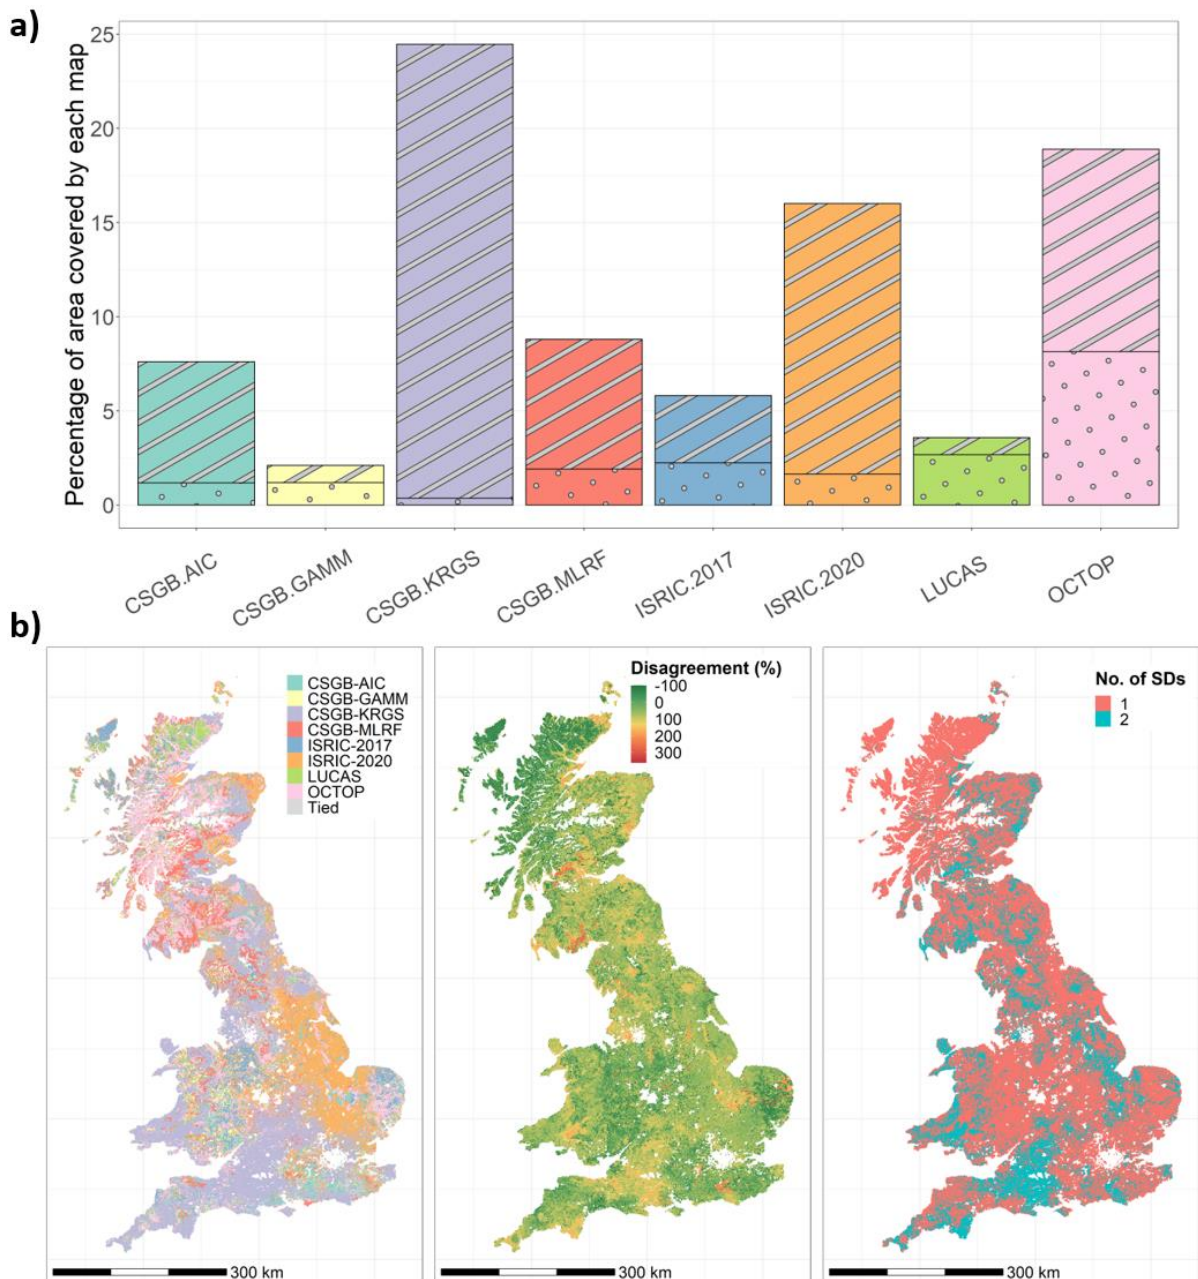 a)
Percentage of area covered by each map
25
20
15
10
5
0
CSGB.AIC
CSGB.GAMM
CSGB.KRGS
CSGB.MLRF
ISRIC.2017
ISRIC.2020
LUCAS
OCTOP
b)
CSGB-AIC
CSGB-GAMM
CSGB-KRGS
CSGB-MLRF
ISRIC-2017
ISRIC-2020
LUCAS
OCTOP
Tied
300 km
Disagreement (%)
-100
0
100
200
300
300 km
No. of SDs
1
2
300 km